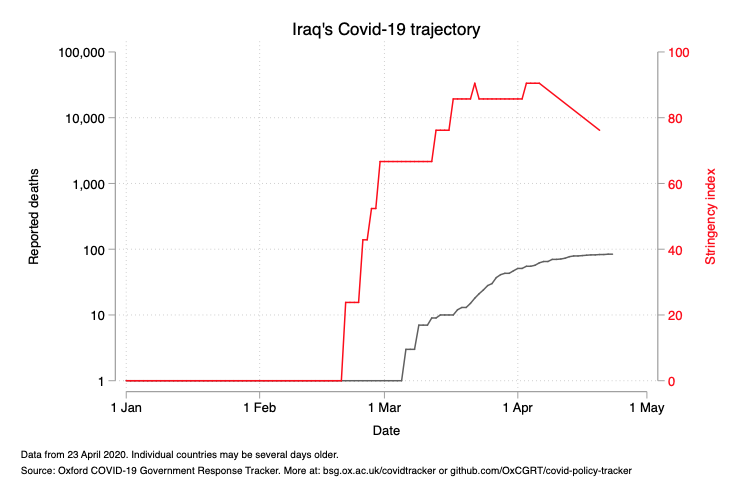 Iraq's Covid-19 trajectory
100,000
10,000
1,000
100
10
1
Reported deaths
100
80
60
40
20
0
Stringency index
1 Jan 1 Feb 1 Mar 1 Apr 1 May
Date
Data from 23 April 2020. Individual countries may be several days older.
Source: Oxford COVID-19 Government Response Tracker. More at: bsg.ox.ac.uk/covidtracker or github.com/OxCGRT/covid-policy-tracker